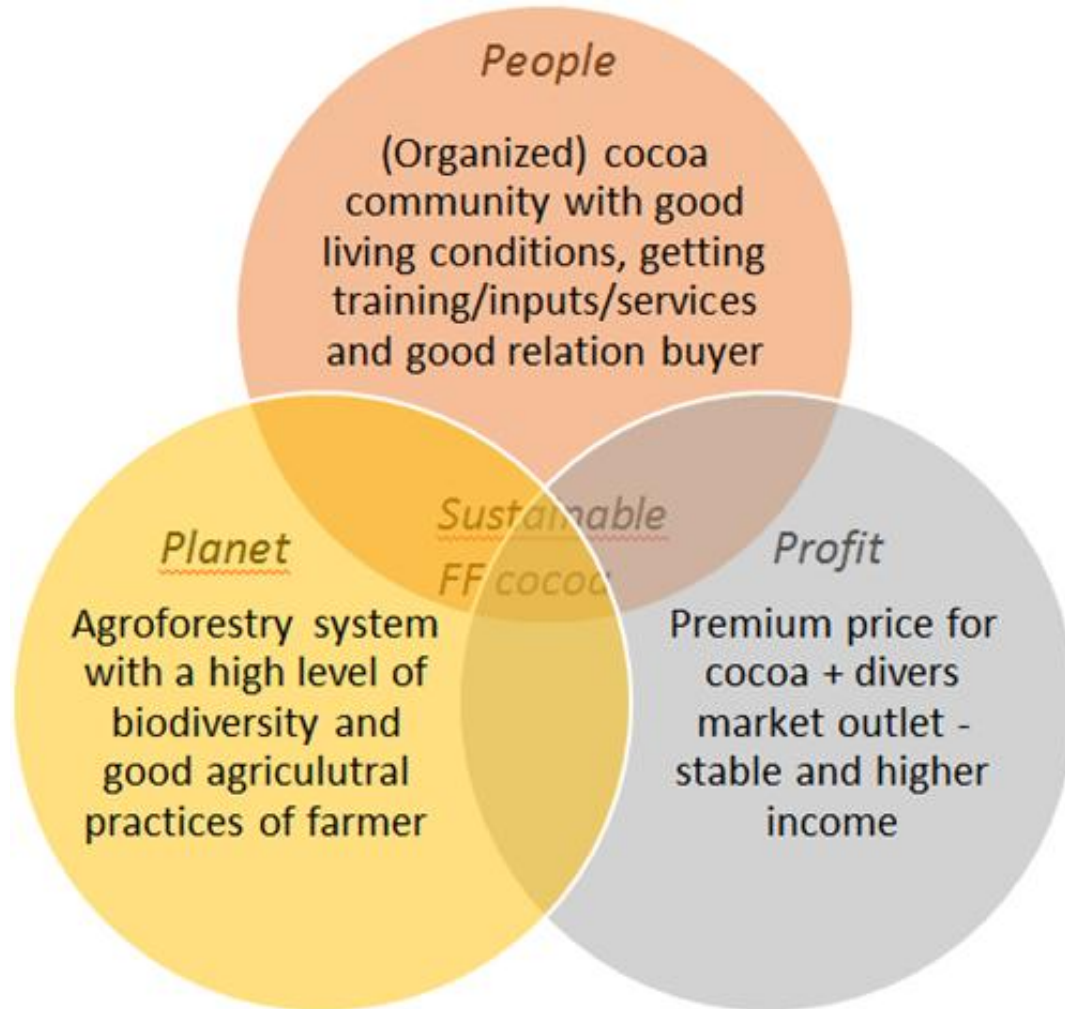 People
(Organized) cocoa
community with good
living conditions, getting
training/inputs/services
and good relation buyer
Sustainable
FF cocoa
Planet
Agroforestry system
with a high level of
biodiversity and
good agriculutral
practices of farmer
Profit
Premium price for
cocoa + divers
market outlet -
stable and higher
income